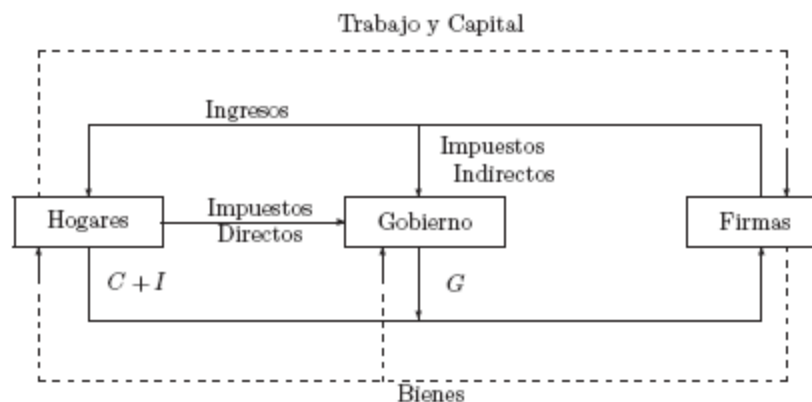 Trabajo y Capital
Ingresos
Impuestos
Indirectos
Hogares
Impuestos
Directos
Gobierno
Firmas
C + I
G
Bienes